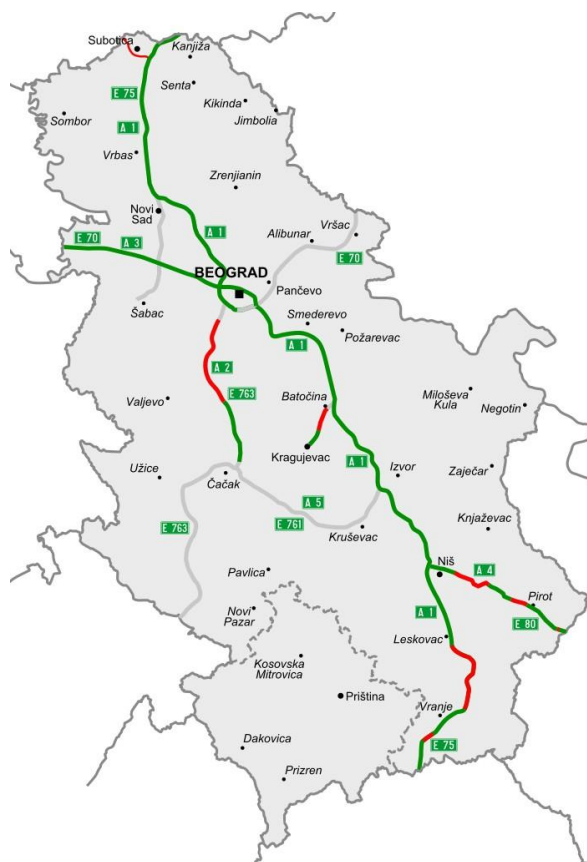 Subotica
Kanjiža
E 75
Senta
Kikinda
Jimbolia
Sombor
A 1
Vrbas
Zrenjianin
Novi
Sad
A 1
Vršac
Alibunar
E 70
A 3
E 70
BEOGRAD
Pančevo
Šabac
Smederevo
Požarevac
A 1
A 2
E 763
Valjevo
Batočina
Miloševa
Kula
Negotin
Kragujevac
A 1
Izvor
Zaječar
Užice
Čačak
A 5
E 763
E 761
Kruševac
Knjaževac
Niš
A 4
Pavlica
Pirot
Novi
Pazar
A 1
E 80
Leskovac
Kosovska
Mitrovica
Priština
Vranje
E 75
Dakovica
Prizren